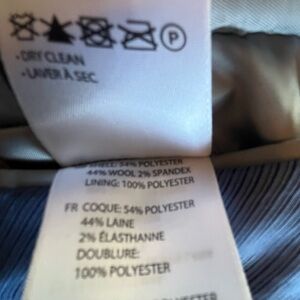 P
• DRY CLEAN
• LAVER À SEC
SHELL: 54% POLYESTER
44% WOOL 2% SPANDEX
LINING: 100% POLYESTER
FR COQUE: 54% POLYESTER
44% LAINE
2% ÉLASTHANNE
DOUBLURE:
100% POLYESTER